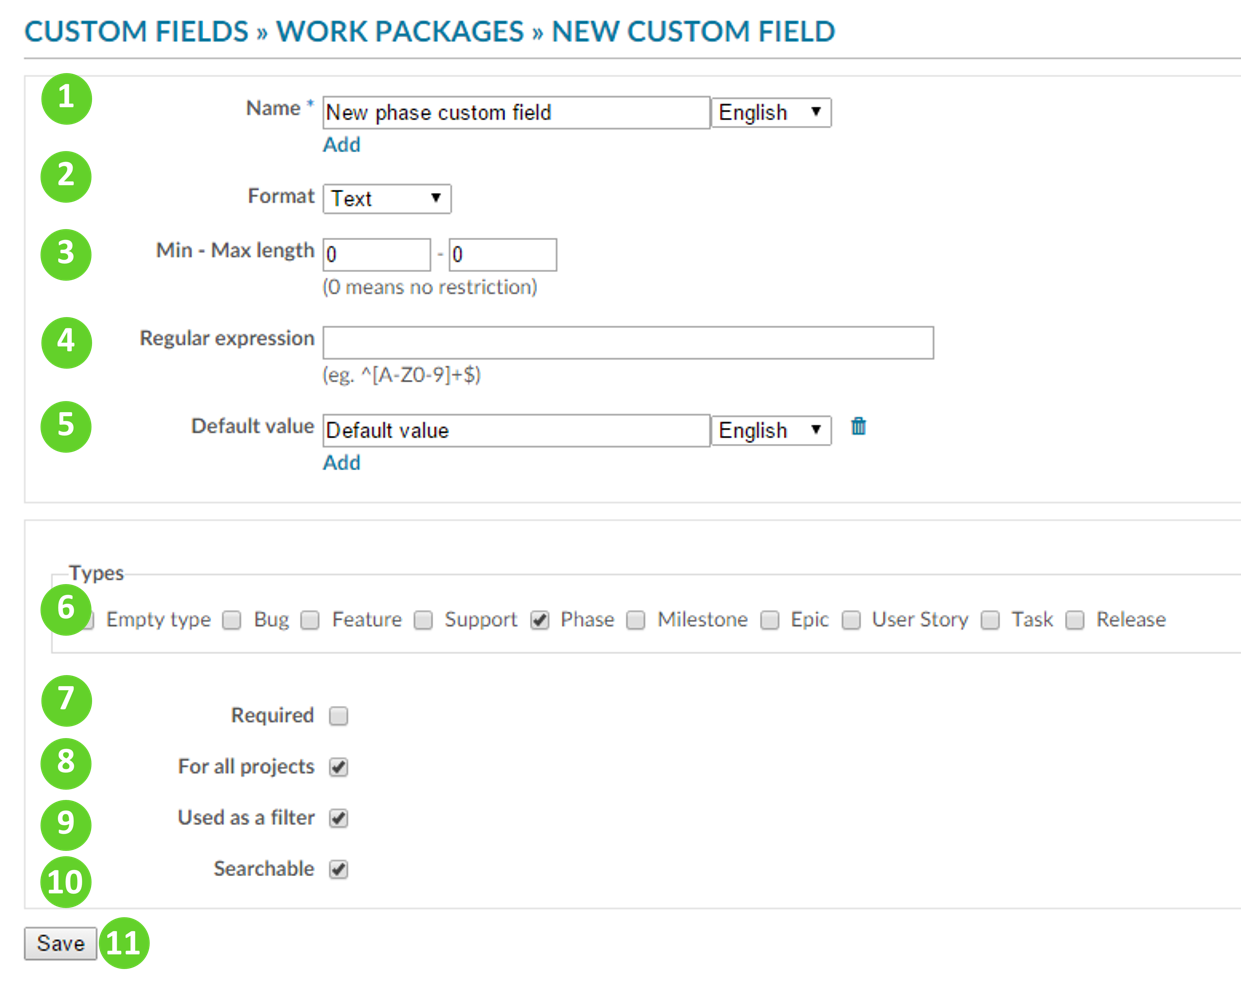 CUSTOM FIELDS » WORK PACKAGES » NEW CUSTOM FIELD
1 Name * New phase custom field English
Add
2
Format Text
3 Min - Max length 0 - 0
(0 means no restriction)
4 Regular expression
(eg. ^[A-Z0-9]+$)
5 Default value Default value English
Add
Types
6 Empty type Bug Feature Support Phase Milestone Epic User Story Task Release
7 Required
8 For all projects
9 Used as a filter
10 Searchable
Save 11